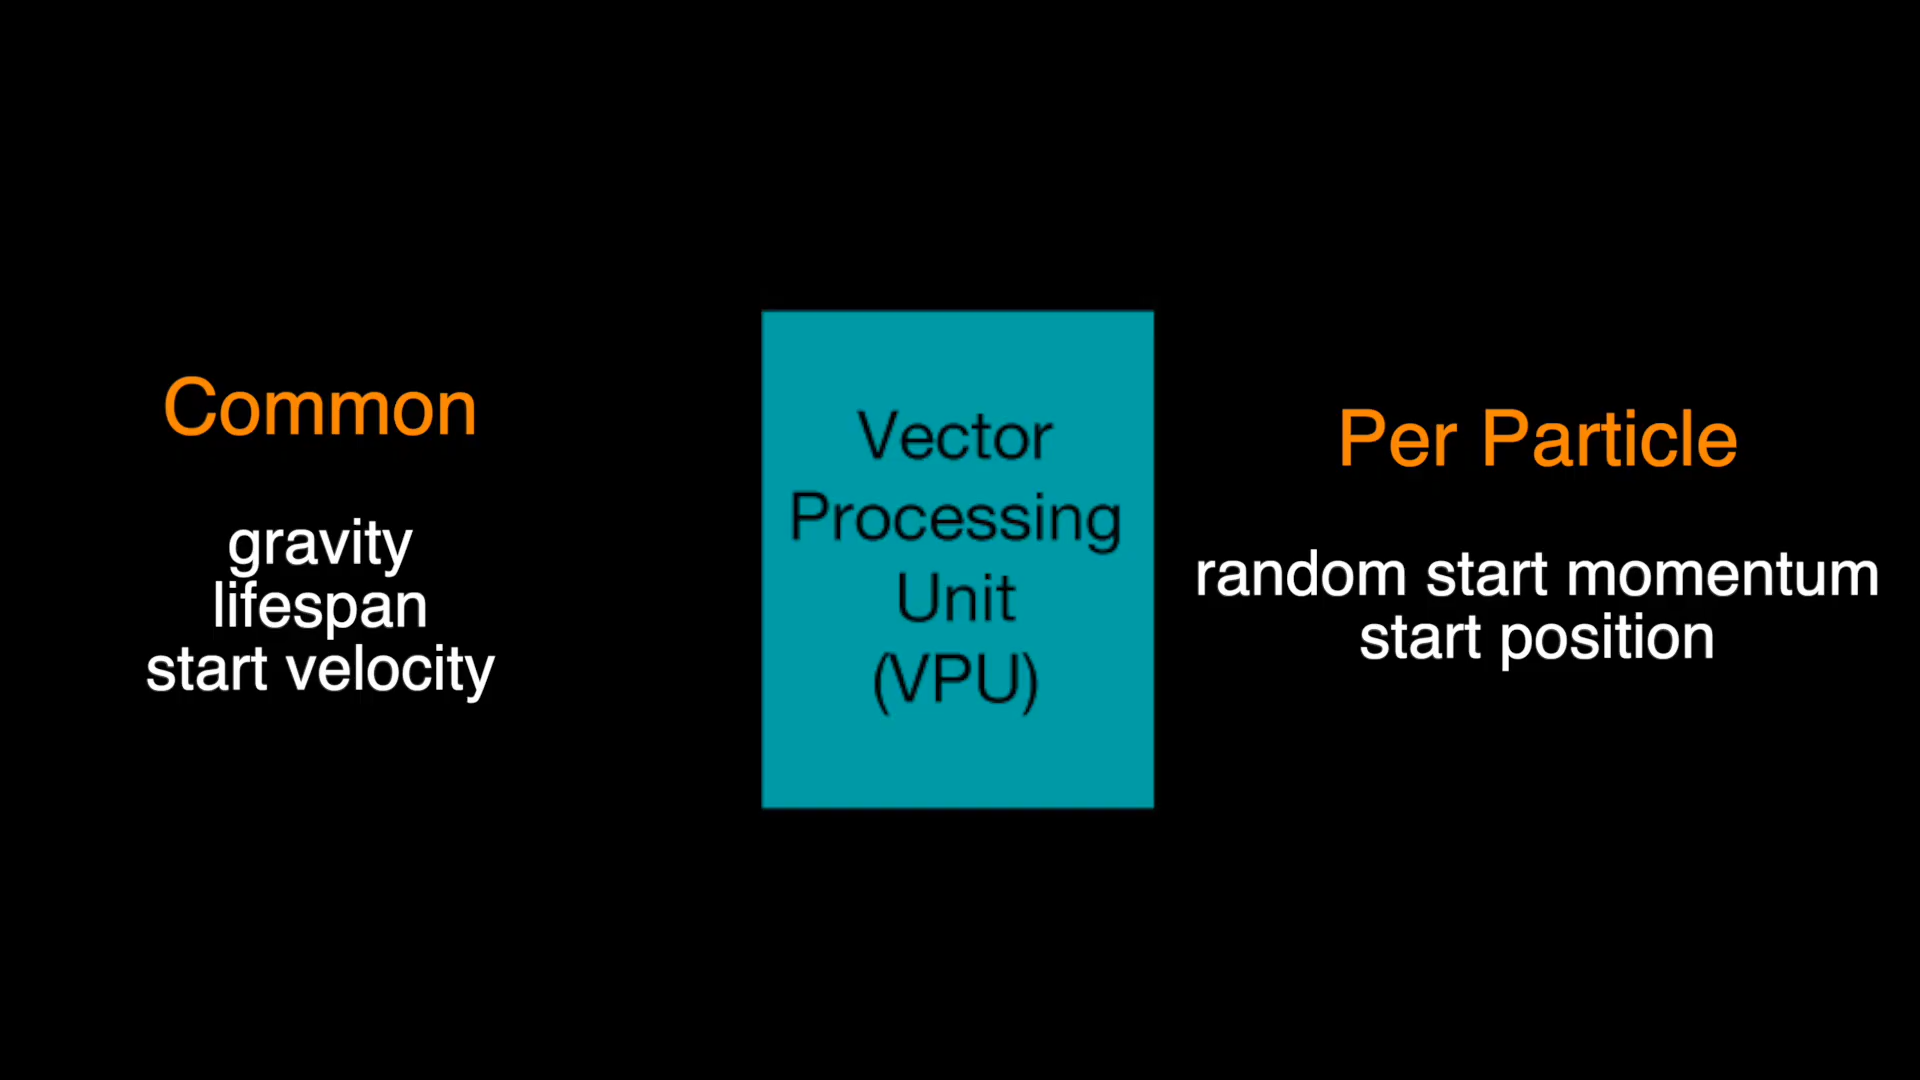 Common
gravity
lifespan
start velocity
Vector
Processing
Unit
(VPU)
Per Particle
random start momentum
start position